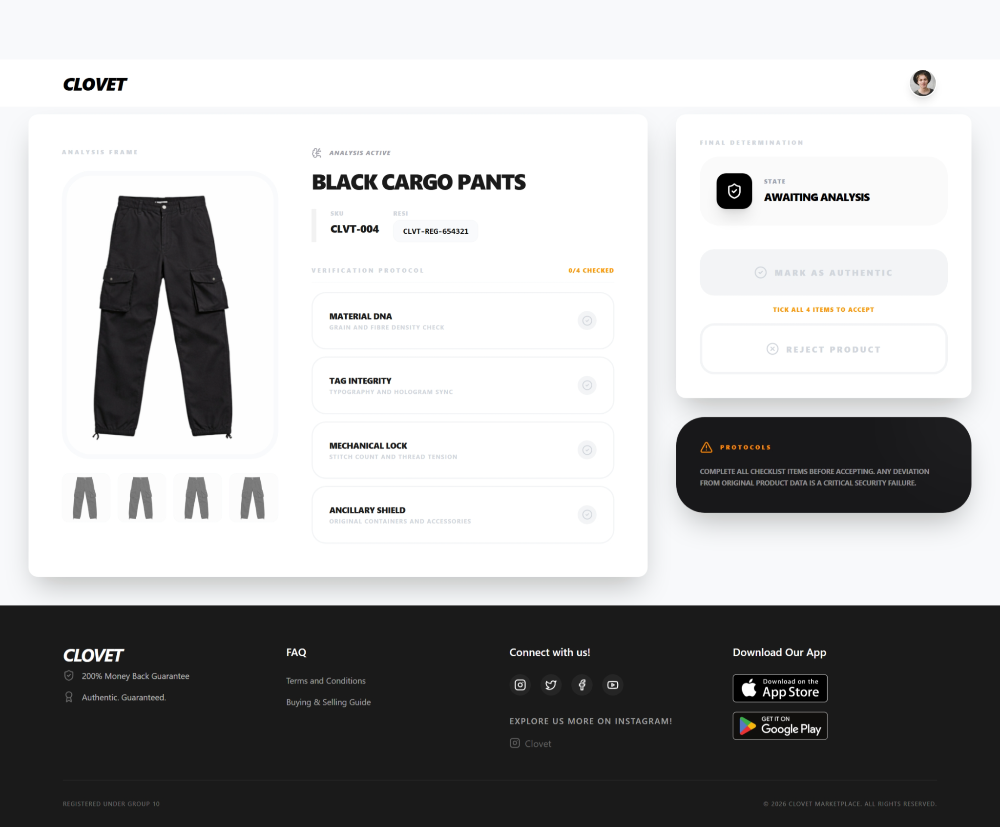 CLOVET
ANALYSIS FRAME
ANALYSIS ACTIVE
BLACK CARGO PANTS
SKU
CLVT-004
RESI
CLVT-REG-654321
VERIFICATION PROTOCOL
0/4 CHECKED
MATERIAL DNA
GRAIN AND FIBRE DENSITY CHECK
TAG INTEGRITY
TYPOGRAPHY AND HOLOGRAM SYNC
MECHANICAL LOCK
STITCH COUNT AND THREAD TENSION
ANCILLARY SHIELD
ORIGINAL CONTAINERS AND ACCESSORIES
FINAL DETERMINATION
STATE
AWAITING ANALYSIS
MARK AS AUTHENTIC
TICK ALL 4 ITEMS TO ACCEPT
REJECT PRODUCT
PROTOCOLS
COMPLETE ALL CHECKLIST ITEMS BEFORE ACCEPTING. ANY DEVIATION
FROM ORIGINAL PRODUCT DATA IS A CRITICAL SECURITY FAILURE.
CLOVET
200% Money Back Guarantee
Authentic. Guaranteed.
FAQ
Terms and Conditions
Buying & Selling Guide
Connect with us!
EXPLORE US MORE ON INSTAGRAM!
Clovet
Download Our App
Download on the
App Store
GET IT ON
Google Play
REGISTERED UNDER GROUP 10
© 2026 CLOVET MARKETPLACE. ALL RIGHTS RESERVED.